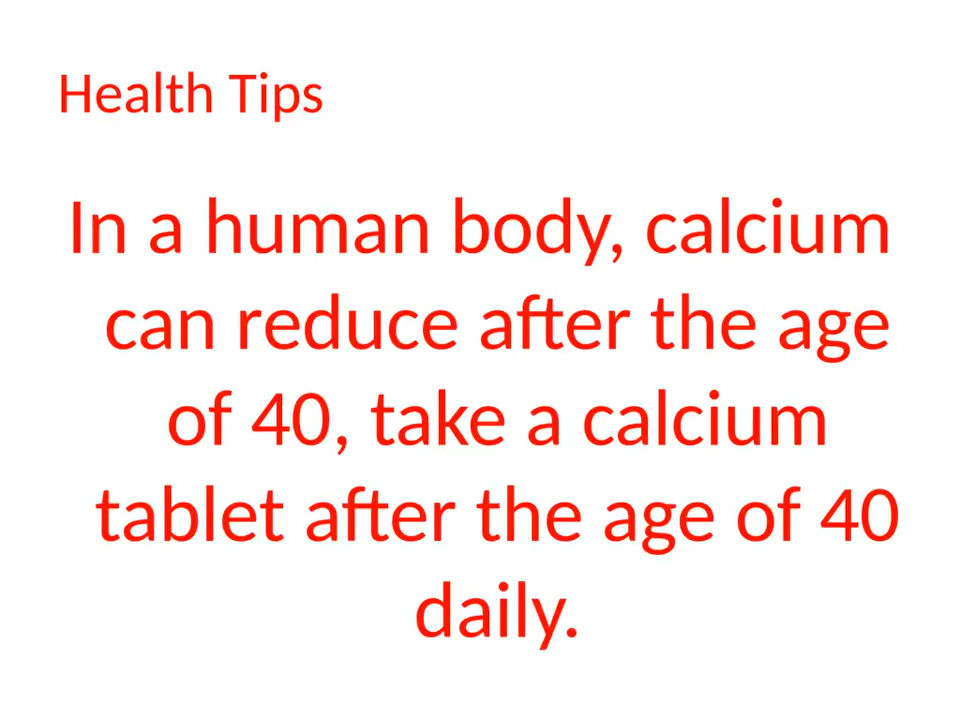 Health Tips
In a human body, calcium
can reduce after the age
of 40, take a calcium
tablet after the age of 40
daily.